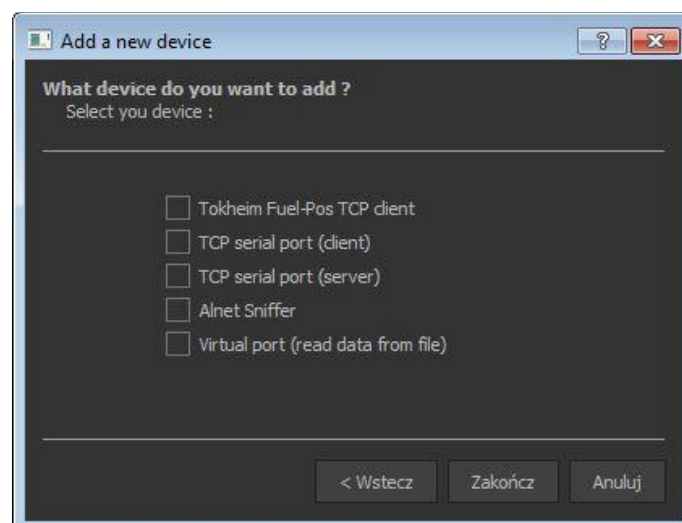 Add a new device
What device do you want to add ?
Select you device :
Tokheim Fuel-Pos TCP client
TCP serial port (client)
TCP serial port (server)
Alnet Sniffer
Virtual port (read data from file)
< Wstecz Zakończ Anuluj